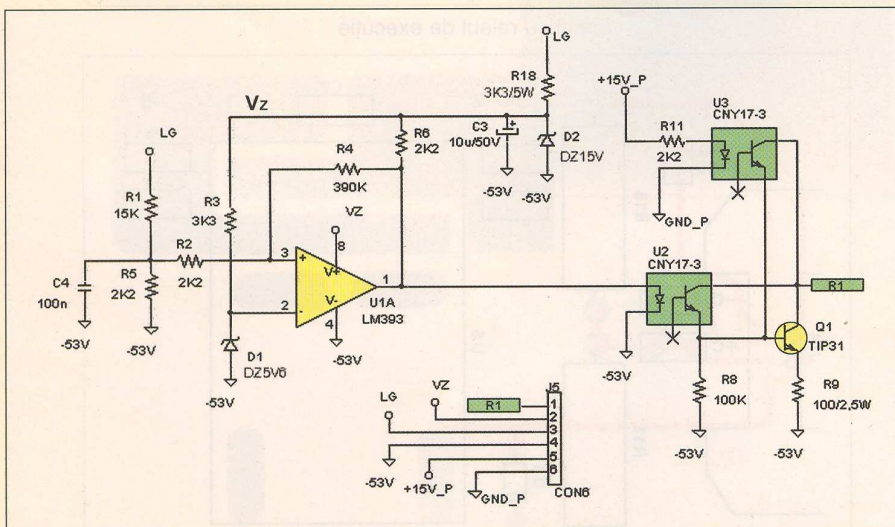 releul de execuție
LG
R18
3K3/5W
+15V_P
U3
CNY17-3
VZ
R6
2K2
C3
10u/50V
D2
DZ15V
R11
2K2
LG
R4
390K
-53V
-53V
R1
15K
R3
3K3
VZ
GND_P
R2
2K2
3
+
8
V+
1
U2
CNY17-3
C4
100n
R5
2K2
2
-
V-
4
U1A
LM393
R1
Q1
TIP31
-53V
-53V
D1
DZ5V6
-53V
-53V
R8
100K
R9
100/2,5W
-53V
J5
LG
VZ
R1
1
2
3
4
5
6
-53V
-53V
-53V
+15V_P
GND_P
CON6